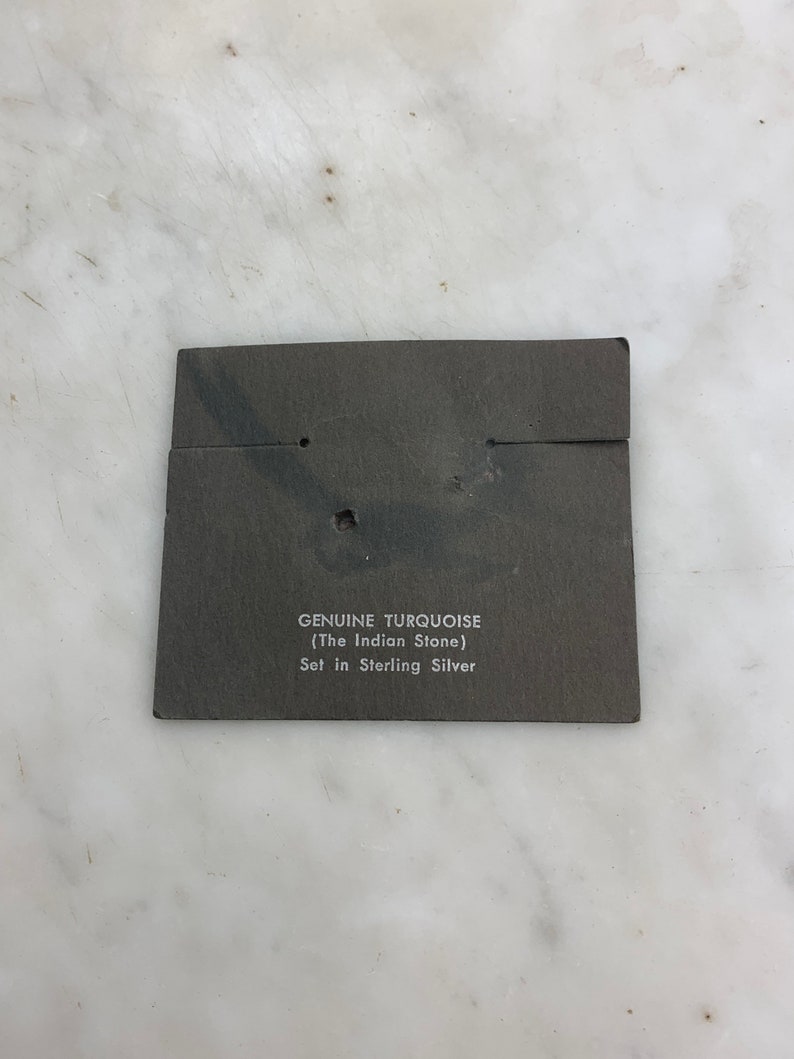 GENUINE TURQUOISE
(The Indian Stone)
Set in Sterling Silver